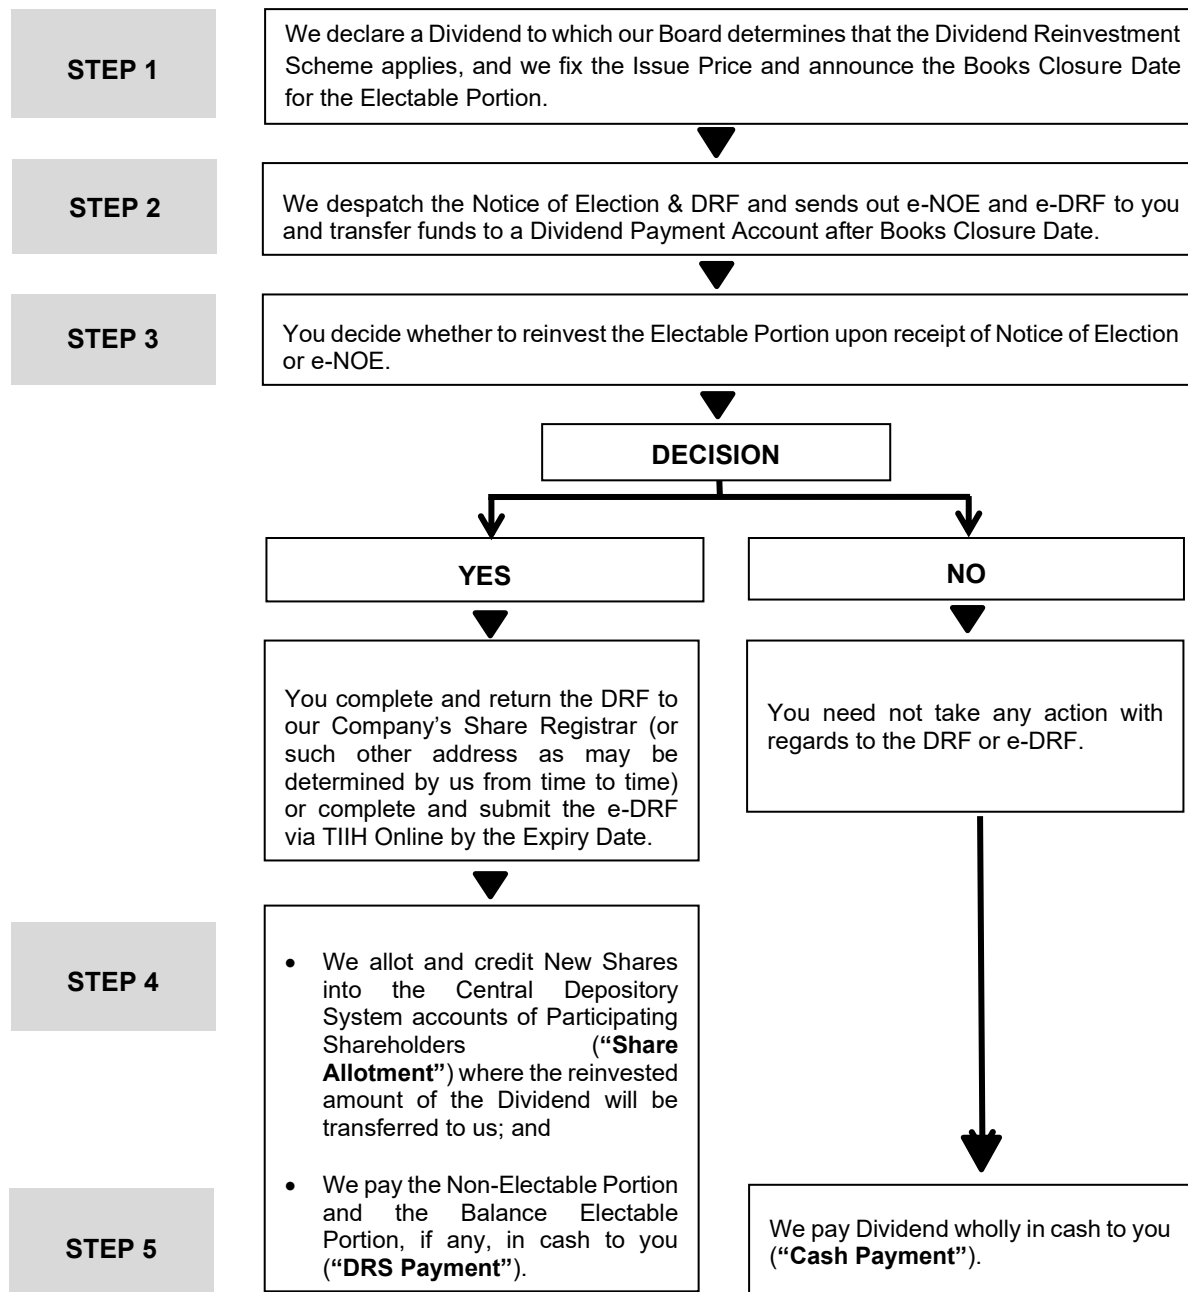 STEP 1
We declare a Dividend to which our Board determines that the Dividend Reinvestment
Scheme applies, and we fix the Issue Price and announce the Books Closure Date
for the Electable Portion.
STEP 2
We despatch the Notice of Election & DRF and sends out e-NOE and e-DRF to you
and transfer funds to a Dividend Payment Account after Books Closure Date.
STEP 3
You decide whether to reinvest the Electable Portion upon receipt of Notice of Election
or e-NOE.
DECISION
YES
NO
You complete and return the DRF to
our Company’s Share Registrar (or
such other address as may be
determined by us from time to time)
or complete and submit the e-DRF
via TIIH Online by the Expiry Date.
You need not take any action with
regards to the DRF or e-DRF.
STEP 4
• We allot and credit New Shares
into the Central Depository
System accounts of Participating
Shareholders (“Share
Allotment”) where the reinvested
amount of the Dividend will be
transferred to us; and
• We pay the Non-Electable Portion
and the Balance Electable
Portion, if any, in cash to you
(“DRS Payment”).
STEP 5
We pay Dividend wholly in cash to you
(“Cash Payment”).